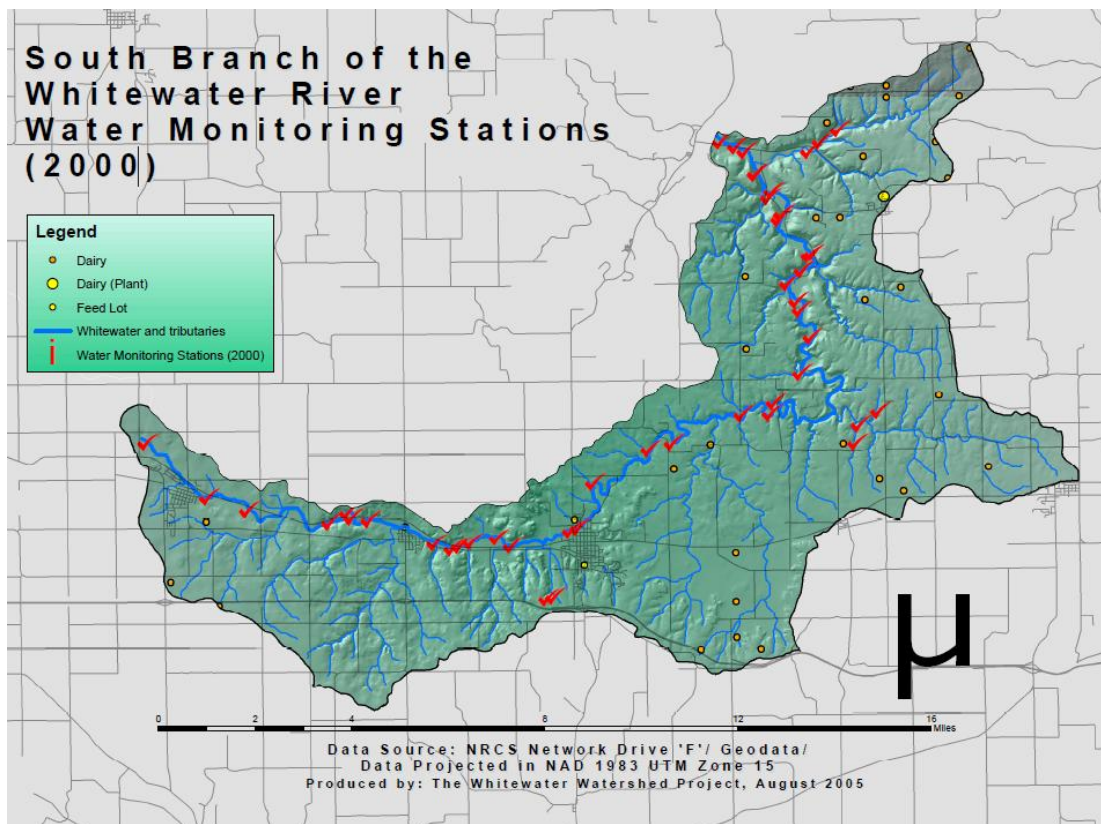 South Branch of the
Whitewater River
Water Monitoring Stations
(2000)
Legend
Dairy
Dairy (Plant)
Feed Lot
Whitewater and tributaries
i Water Monitoring Stations (2000)
µ
0 2 4 8 12 16
Miles
Data Source: NRCS Network Drive 'F'/ Geodata/
Data Projected in NAD 1983 UTM Zone 15
Produced by: The Whitewater Watershed Project, August 2005